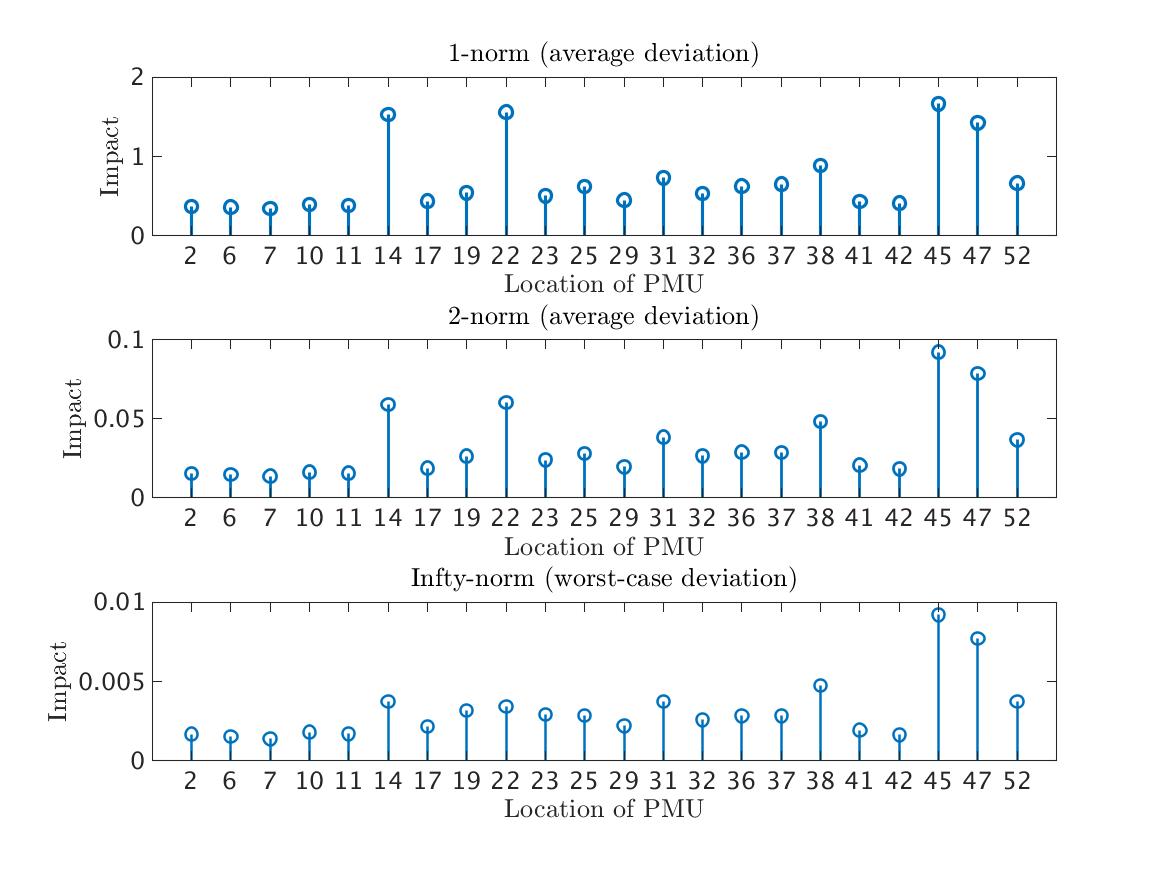 1-norm (average deviation)
2
1
0
Impact
2 6 7 10 11 14 17 19 22 23 25 29 31 32 36 37 38 41 42 45 47 52
Location of PMU
2-norm (average deviation)
0.1
0.05
0
Impact
2 6 7 10 11 14 17 19 22 23 25 29 31 32 36 37 38 41 42 45 47 52
Location of PMU
Infty-norm (worst-case deviation)
0.01
0.005
0
Impact
2 6 7 10 11 14 17 19 22 23 25 29 31 32 36 37 38 41 42 45 47 52
Location of PMU